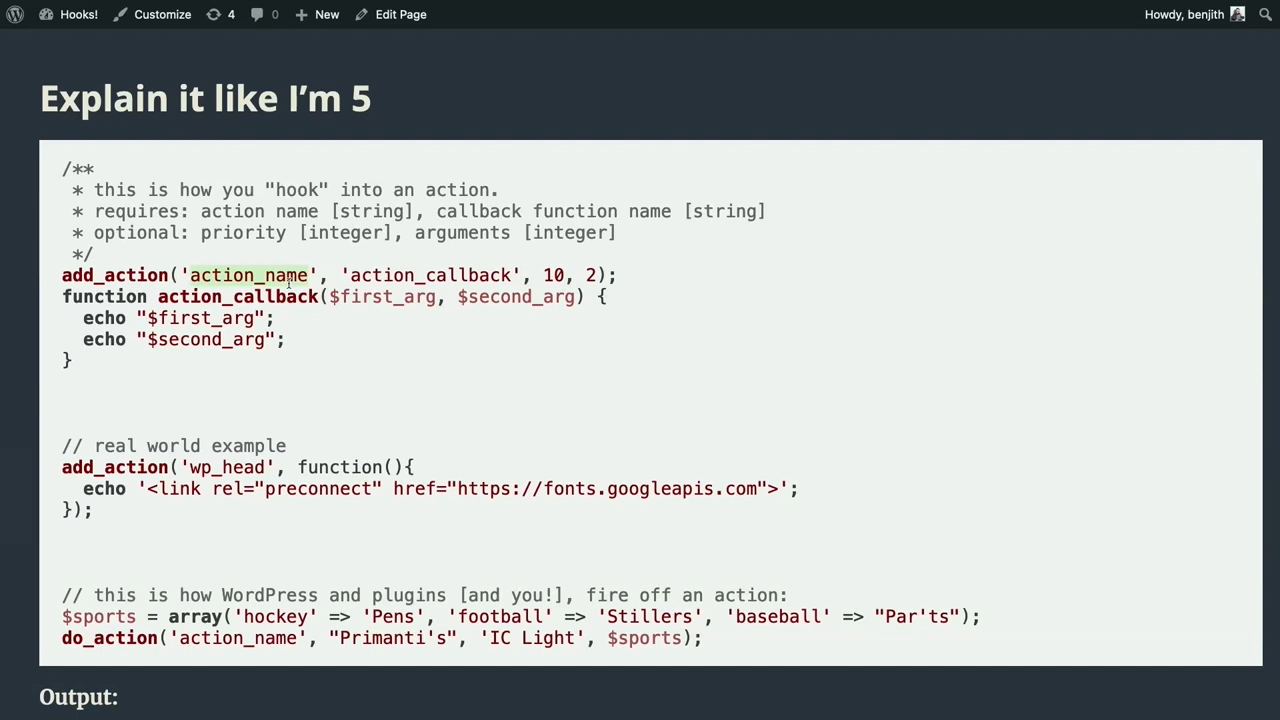 Hooks! Customize 4 0 New Edit Page Howdy, benjith
Explain it like I'm 5
/**
 * this is how you "hook" into an action.
 * requires: action name [string], callback function name [string]
 * optional: priority [integer], arguments [integer]
 */
add_action('action_name', 'action_callback', 10, 2);
function action_callback($first_arg, $second_arg) {
  echo "$first_arg";
  echo "$second_arg";
}
// real world example
add_action('wp_head', function(){
  echo '<link rel="preconnect" href="https://fonts.googleapis.com">';
});
// this is how WordPress and plugins [and you!], fire off an action:
$sports = array('hockey' => 'Pens', 'football' => 'Stillers', 'baseball' => "Par'ts");
do_action('action_name', "Primanti's", 'IC Light', $sports);
Output: